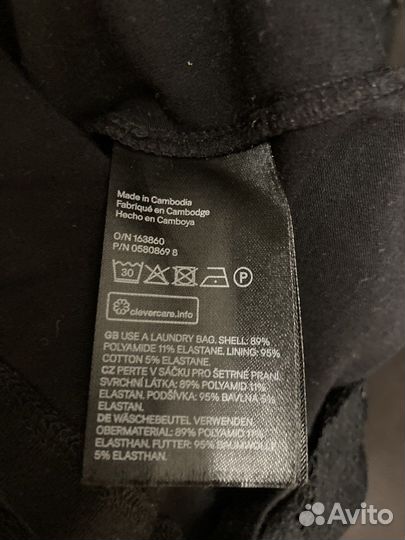 Made in Cambodia
Fabriqué en Cambodge
Hecho en Camboya
O/N 163860
P/N 0580869 8
30 P
clevercare.info
GB USE A LAUNDRY BAG. SHELL: 89%
POLYAMIDE 11% ELASTANE. LINING: 95%
COTTON 5% ELASTANE.
CZ PERTE V SÁČKU PRO ŠETRNÉ PRANÍ.
SVRCHNÍ LÁTKA: 89% POLYAMID 11%
ELASTAN. PODŠÍVKA: 95% BAVLNA 5%
ELASTAN.
DE WÄSCHEBEUTEL VERWENDEN.
OBERMATERIAL: 89% POLYAMID 11%
ELASTHAN. FUTTER: 95% BAUMWOLLE
5% ELASTHAN.
Avito